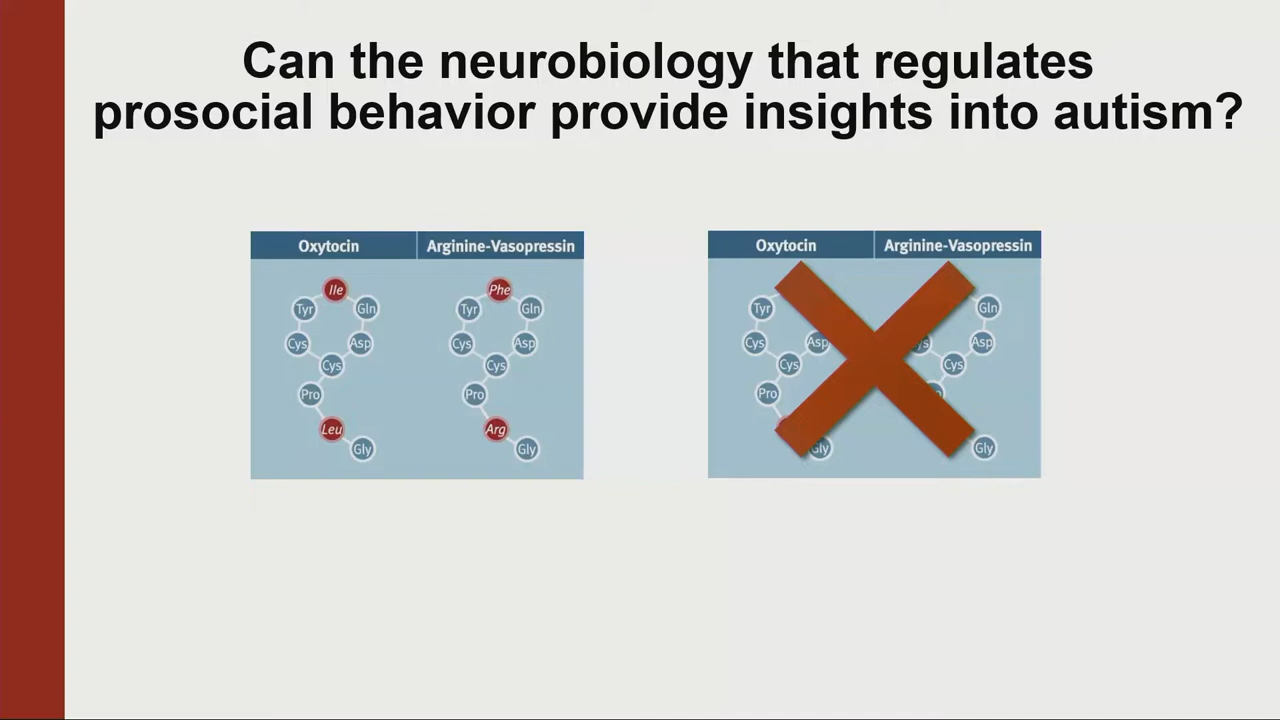 Can the neurobiology that regulates
prosocial behavior provide insights into autism?
Oxytocin Arginine-Vasopressin
Ile Phe
Tyr Gln Tyr Gln
Cys Asp Cys Asp
Cys Cys
Pro Pro
Leu Arg
Gly Gly
Oxytocin Arginine-Vasopressin
Tyr Gln
Cys Asp Asp
Cys Cys
Pro
Gly Gly